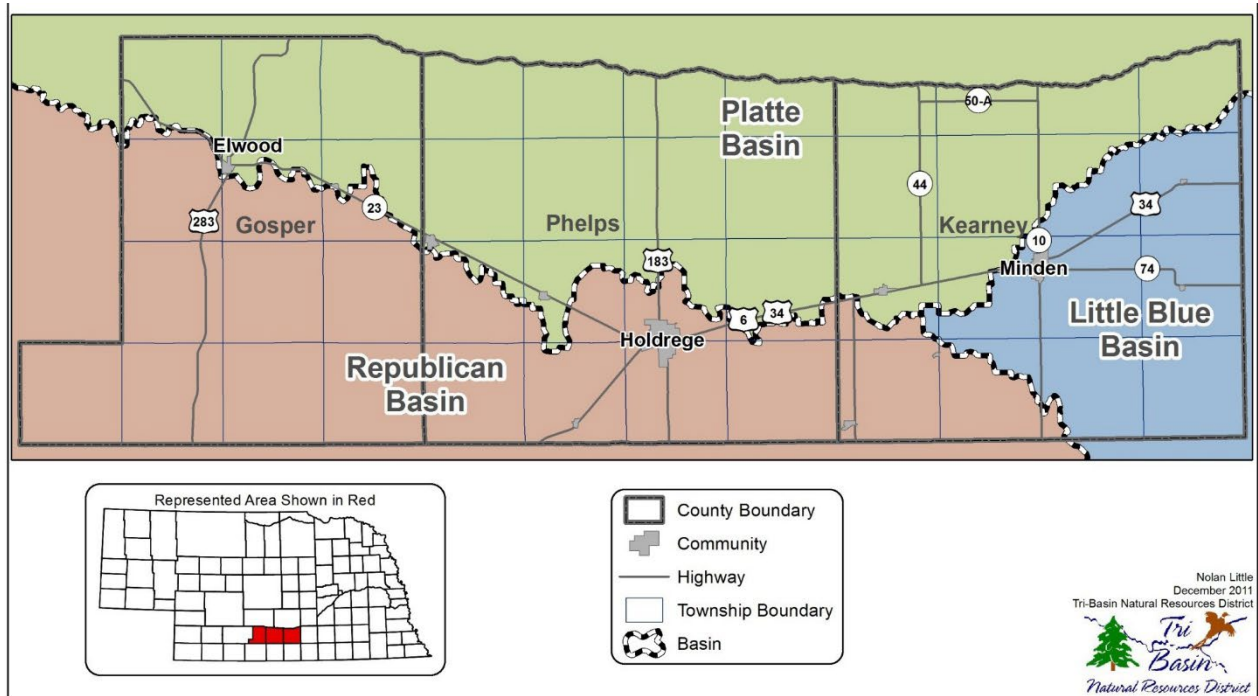 Platte
Basin
50-A
Elwood
44
34
23
283
Gosper
Phelps
Kearney
10
183
Minden
74
6
34
Little Blue
Basin
Holdrege
Republican
Basin
Represented Area Shown in Red
County Boundary
Community
Highway
Township Boundary
Basin
Nolan Little
December 2011
Tri-Basin Natural Resources District
Tri
Basin
Natural Resources District